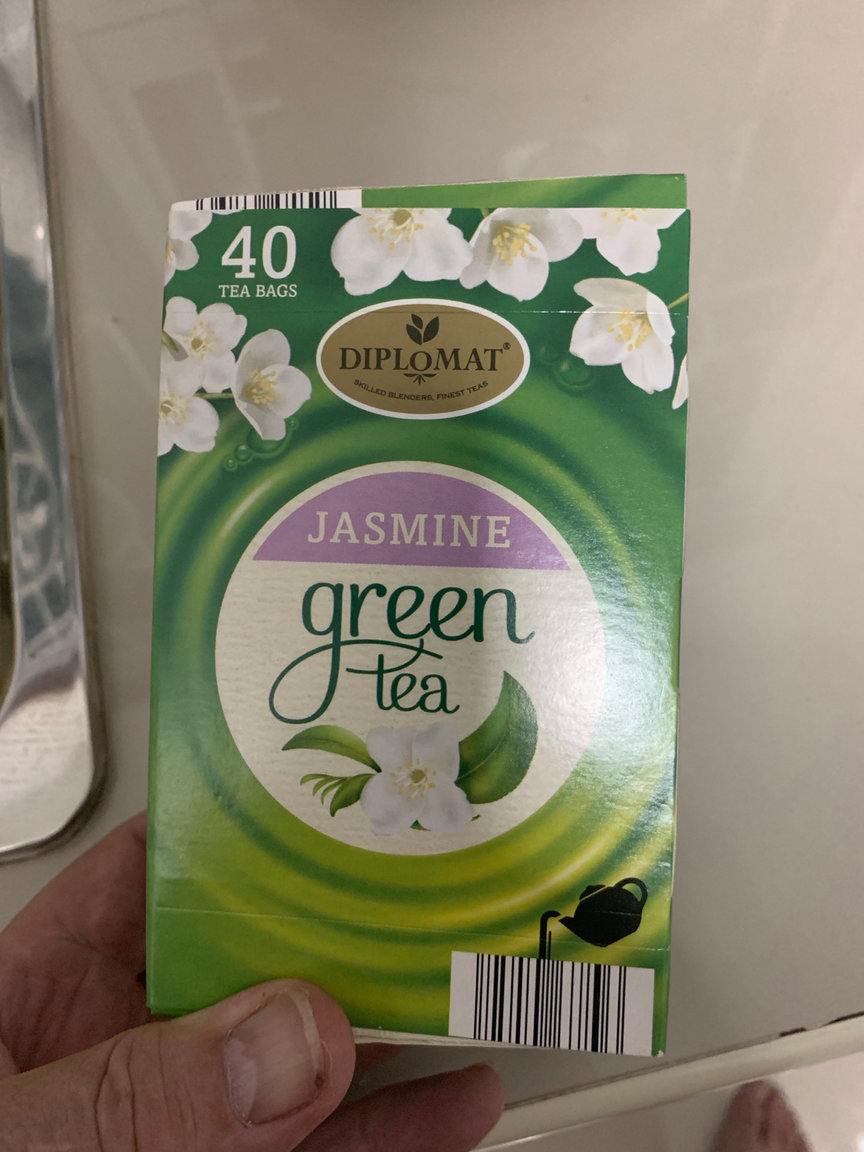 40
TEA BAGS
DIPLOMAT®
SKILLED BLENDERS, FINEST TEAS
JASMINE
green
tea